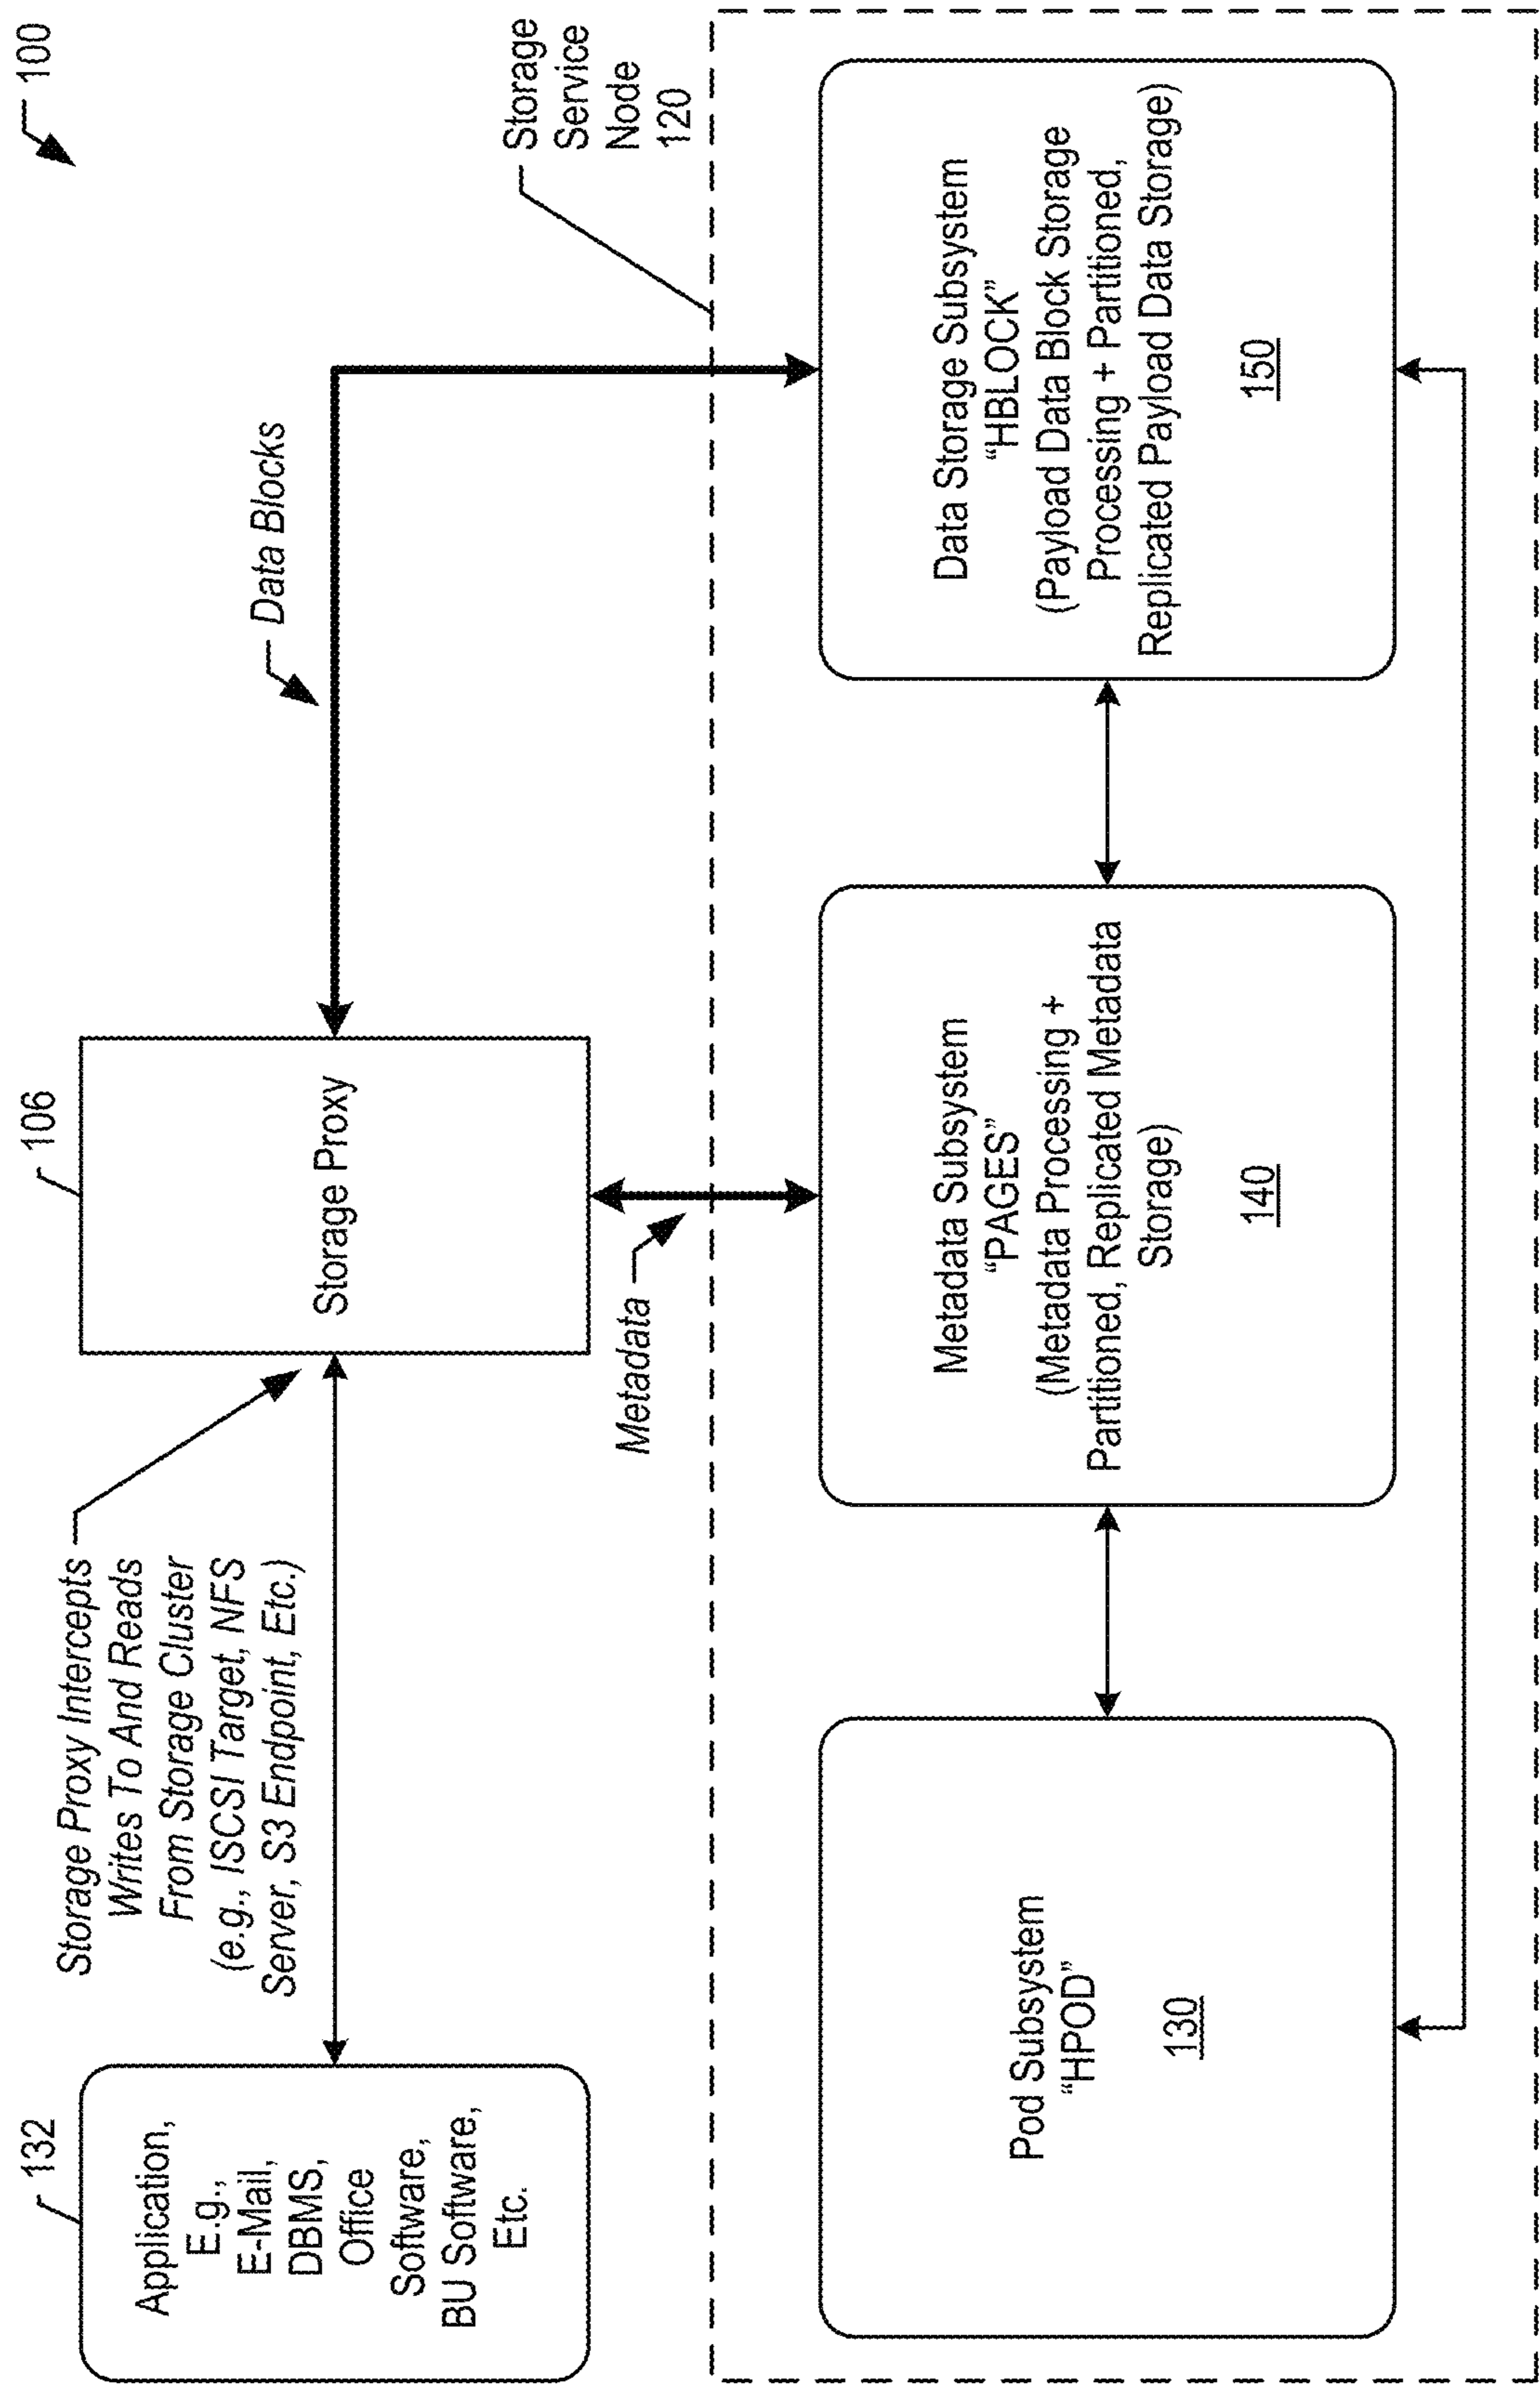 100
132
Application,
E.g.,
E-Mail,
DBMS,
Office
Software,
BU Software,
Etc.
Storage Proxy Intercepts
Writes To And Reads
From Storage Cluster
(e.g., ISCSI Target, NFS
Server, S3 Endpoint, Etc.)
106
Storage Proxy
Data Blocks
Metadata
Storage
Service
Node
120
Pod Subsystem
“HPOD”
130
Metadata Subsystem
“PAGES”
(Metadata Processing +
Partitioned, Replicated Metadata
Storage)
140
Data Storage Subsystem
“HBLOCK”
(Payload Data Block Storage
Processing + Partitioned,
Replicated Payload Data Storage)
150